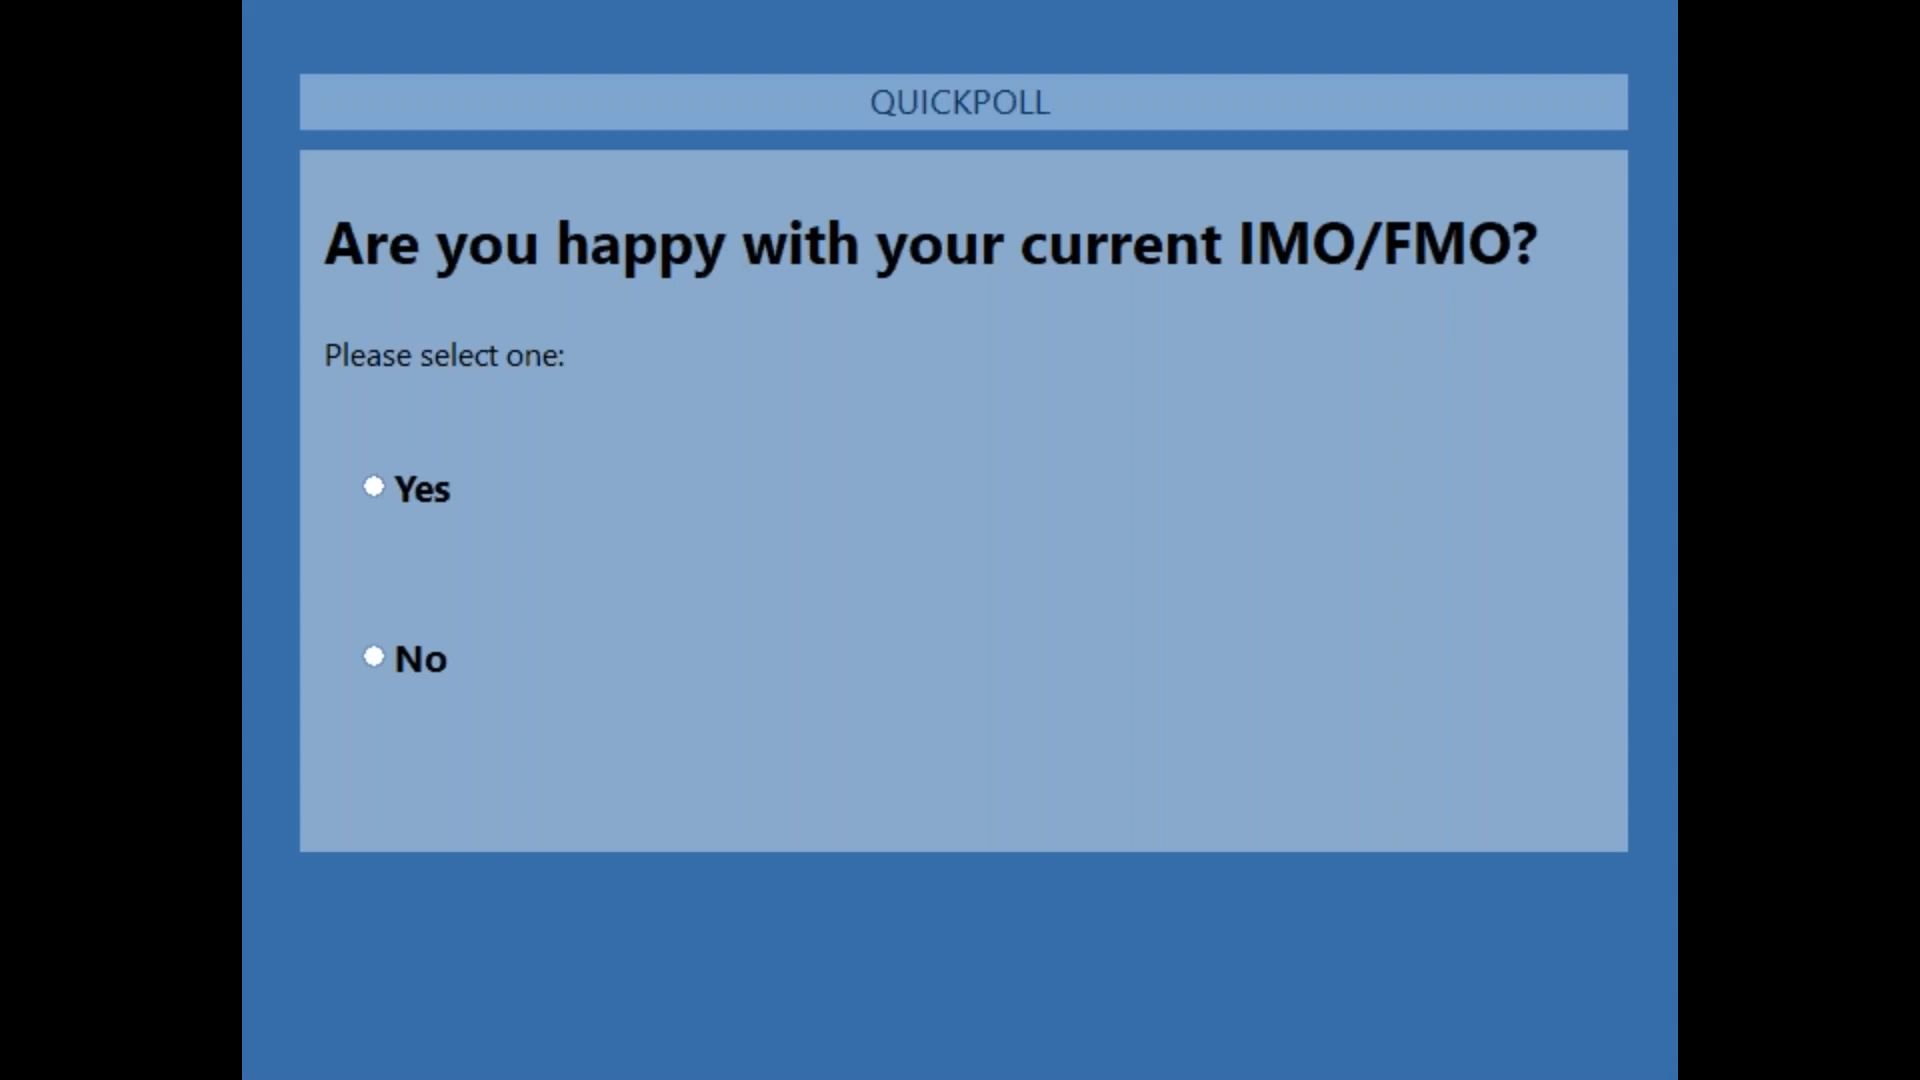 QUICKPOLL
Are you happy with your current IMO/FMO?
Please select one:
Yes
No